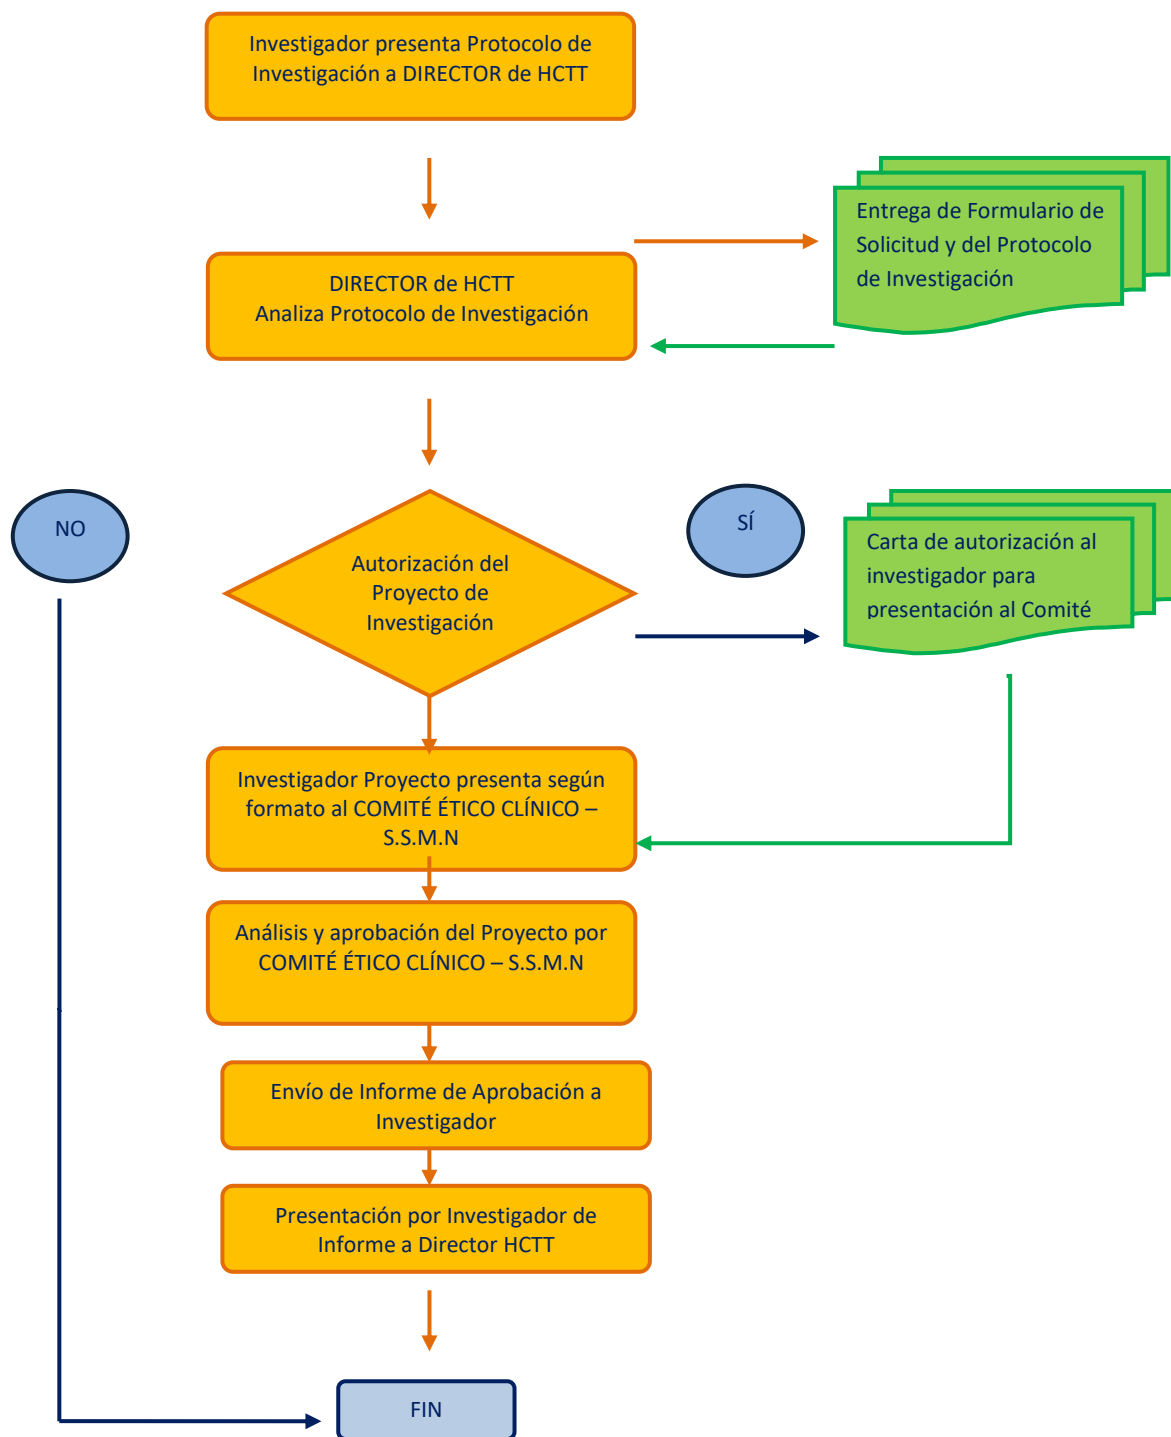 Investigador presenta Protocolo de
Investigación a DIRECTOR de HCTT
Entrega de Formulario de
Solicitud y del Protocolo
de Investigación
DIRECTOR de HCTT
Analiza Protocolo de Investigación
NO
SÍ
Autorización del
Proyecto de
Investigación
Carta de autorización al
investigador para
presentación al Comité
Investigador Proyecto presenta según
formato al COMITÉ ÉTICO CLÍNICO –
S.S.M.N
Análisis y aprobación del Proyecto por
COMITÉ ÉTICO CLÍNICO – S.S.M.N
Envío de Informe de Aprobación a
Investigador
Presentación por Investigador de
Informe a Director HCTT
FIN